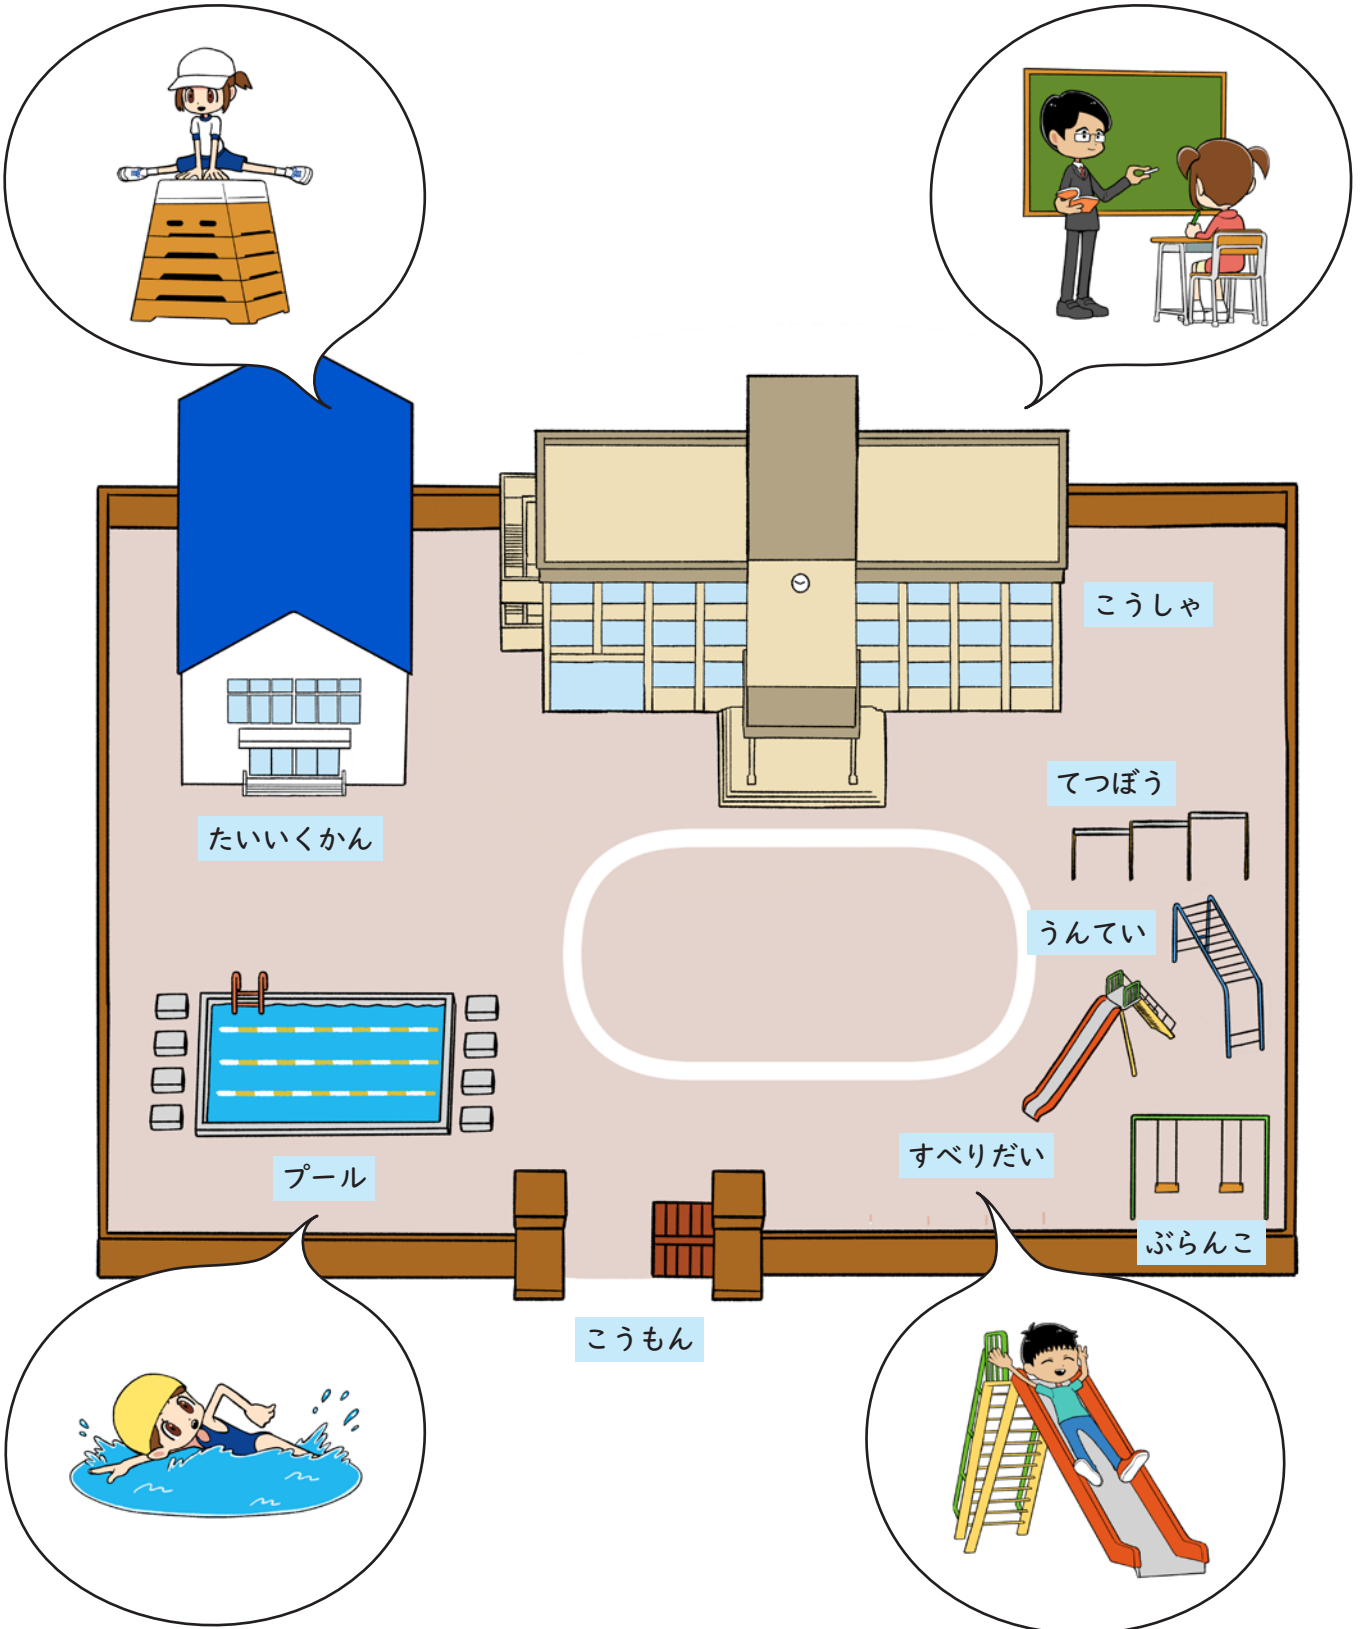 こうしゃ
てつぼう
たいいくかん
うんてい
すべりだい
プール
ぶらんこ
こうもん